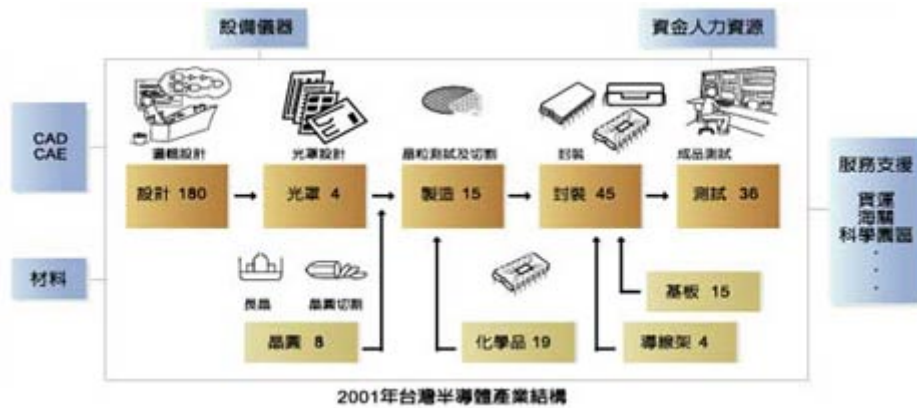 設備儀器
資金人力資源
CAD
CAE
邏輯設計
光罩設計
晶粒測試及切割
封裝
成品測試
設計 180
光罩 4
製造 15
封裝 45
測試 36
服務支援
貨運
海關
科學園區
.
.
.
材料
長晶
晶圓切割
基板 15
晶圓 8
化學品 19
導線架 4
2001年台灣半導體產業結構